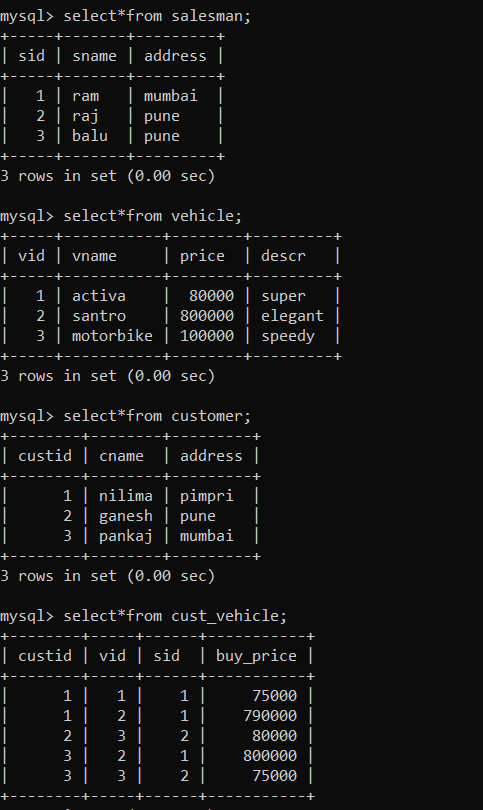 mysql> select*from salesman;
+-----+-------+---------+
| sid | sname | address |
+-----+-------+---------+
|   1 | ram   | mumbai  |
|   2 | raj   | pune    |
|   3 | balu  | pune    |
+-----+-------+---------+
3 rows in set (0.00 sec)

mysql> select*from vehicle;
+-----+-----------+--------+---------+
| vid | vname     | price  | descr   |
+-----+-----------+--------+---------+
|   1 | activa    |  80000 | super   |
|   2 | santro    | 800000 | elegant |
|   3 | motorbike | 100000 | speedy  |
+-----+-----------+--------+---------+
3 rows in set (0.00 sec)

mysql> select*from customer;
+--------+--------+---------+
| custid | cname  | address |
+--------+--------+---------+
|      1 | nilima | pimpri  |
|      2 | ganesh | pune    |
|      3 | pankaj | mumbai  |
+--------+--------+---------+
3 rows in set (0.00 sec)

mysql> select*from cust_vehicle;
+--------+-----+------+-----------+
| custid | vid | sid  | buy_price |
+--------+-----+------+-----------+
|      1 |   1 |    1 |     75000 |
|      1 |   2 |    1 |    790000 |
|      2 |   3 |    2 |     80000 |
|      3 |   2 |    1 |    800000 |
|      3 |   3 |    2 |     75000 |
+--------+-----+------+-----------+